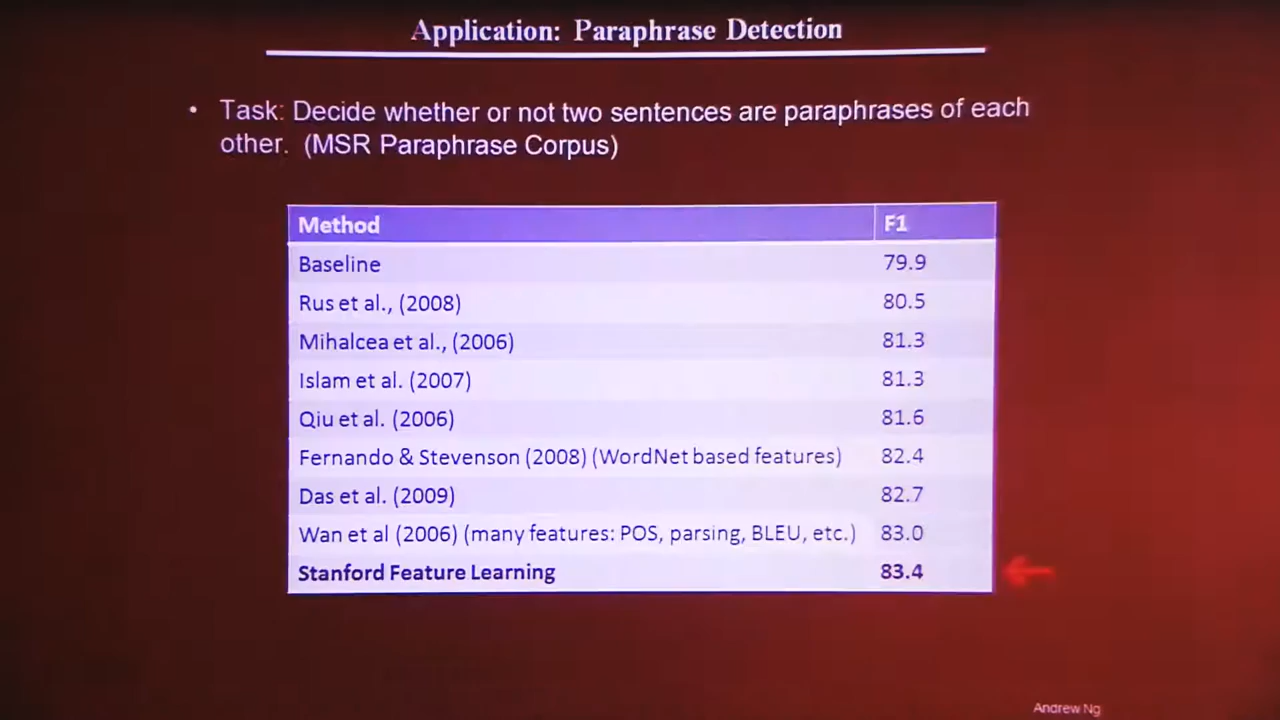 Application: Paraphrase Detection
• Task: Decide whether or not two sentences are paraphrases of each
other. (MSR Paraphrase Corpus)
Method F1
Baseline 79.9
Rus et al., (2008) 80.5
Mihalcea et al., (2006) 81.3
Islam et al. (2007) 81.3
Qiu et al. (2006) 81.6
Fernando & Stevenson (2008) (WordNet based features) 82.4
Das et al. (2009) 82.7
Wan et al (2006) (many features: POS, parsing, BLEU, etc.) 83.0
Stanford Feature Learning 83.4
Andrew Ng